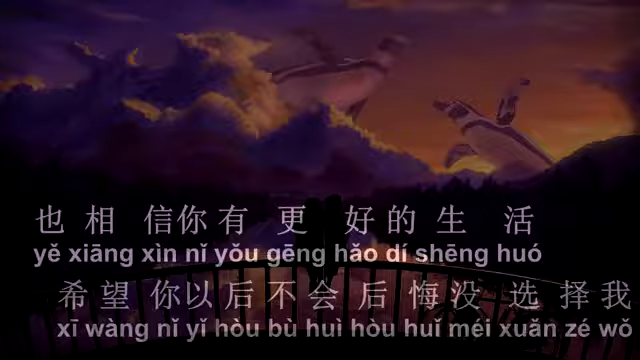 也相信你有更好的生活
yě xiāng xìn nǐ yǒu gēng hǎo dí shēng huó
希望你以后不会后悔没选择我
xī wàng nǐ yǐ hòu bù huì hòu huǐ méi xuǎn zé wǒ